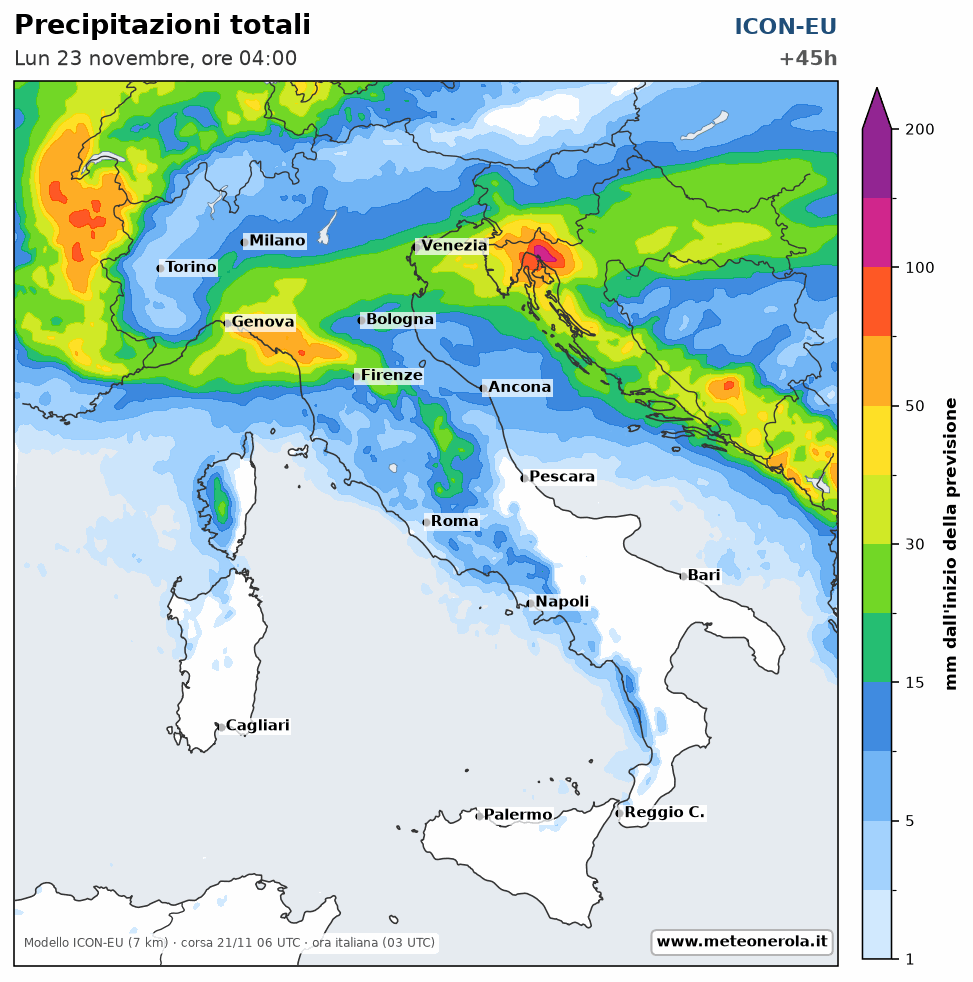 Precipitazioni totali
ICON-EU
Lun 23 novembre, ore 04:00
+45h
200
100
50
30
15
5
1
mm dall'inizio della previsione
Milano
Venezia
Torino
Genova
Bologna
Firenze
Ancona
Pescara
Roma
Bari
Napoli
Cagliari
Palermo
Reggio C.
Modello ICON-EU (7 km) · corsa 21/11 06 UTC · ora italiana (03 UTC)
www.meteonerola.it